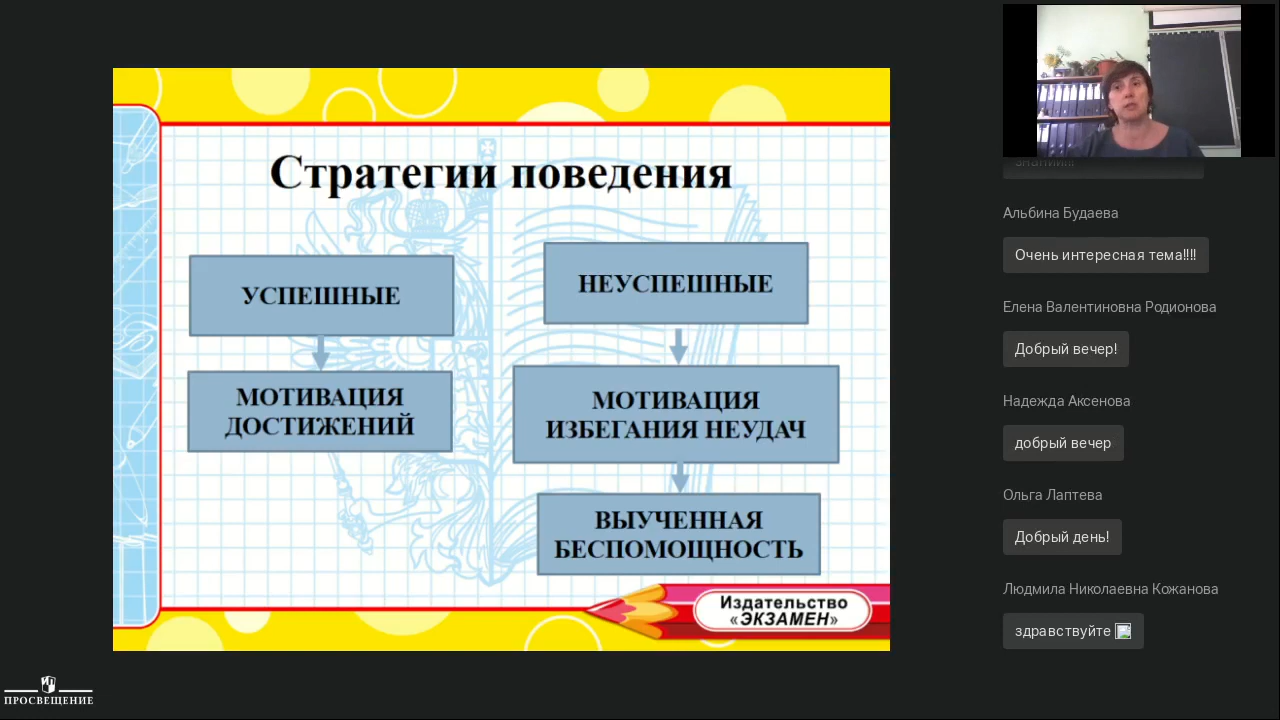 Стратегии поведения
УСПЕШНЫЕ
МОТИВАЦИЯ
ДОСТИЖЕНИЙ
НЕУСПЕШНЫЕ
МОТИВАЦИЯ
ИЗБЕГАНИЯ НЕУДАЧ
ВЫУЧЕННАЯ
БЕСПОМОЩНОСТЬ
Издательство
«ЭКЗАМЕН»
ПРОСВЕЩЕНИЕ
знаний!!!
Альбина Будаева
Очень интересная тема!!!!
Елена Валентиновна Родионова
Добрый вечер!
Надежда Аксенова
добрый вечер
Ольга Лаптева
Добрый день!
Людмила Николаевна Кожанова
здравствуйте